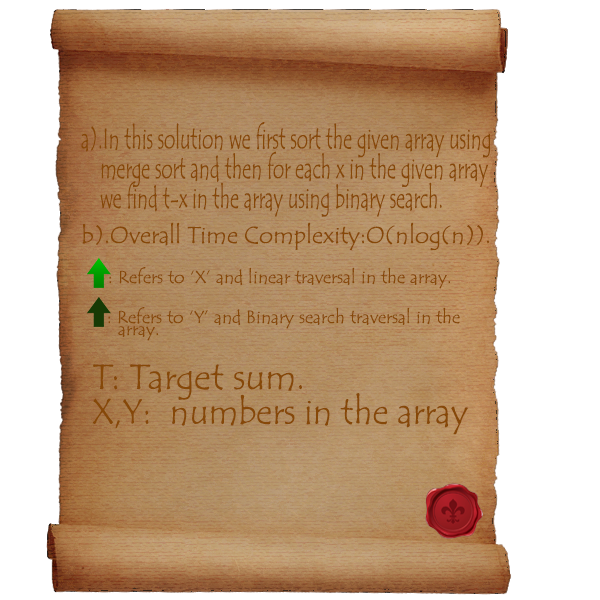 a).In this solution we first sort the given array using
merge sort and then for each x in the given array
we find t-x in the array using binary search.
b).Overall Time Complexity:O(nlog(n)).
: Refers to 'X' and linear traversal in the array.
: Refers to 'Y' and Binary search traversal in the
array.
T: Target sum.
X,Y: numbers in the array